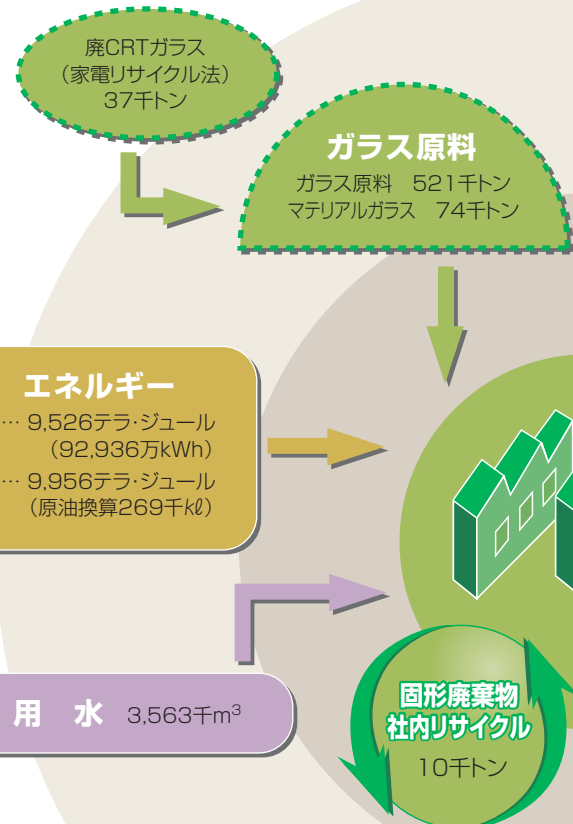 廃CRTガラス
（家電リサイクル法）
37千トン
ガラス原料
ガラス原料　521千トン
マテリアルガラス　74千トン
エネルギー
… 9,526テラ・ジュール
（92,936万kWh）
… 9,956テラ・ジュール
（原油換算269千kℓ）
用　水　3,563千m³
固形廃棄物
社内リサイクル
10千トン